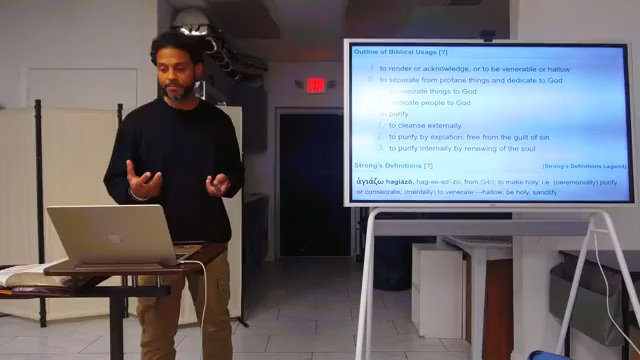 EXIT
Outline of Biblical Usage [?]
1. to render or acknowledge, or to be venerable or hallow
to separate from profane things and dedicate to God
consecrate things to God
dedicate people to God
to purify
1. to cleanse externally
2. to purify by expiation: free from the guilt of sin
3. to purify internally by renewing of the soul
Strong's Definitions [?] (Strong's Definitions Legend)
ἁγιάζω hagiázō, hag-ee-ad'-zo; from G40; to make holy, i.e. (ceremonially) purify
or consecrate; (mentally) to venerate:—hallow, be holy, sanctify.